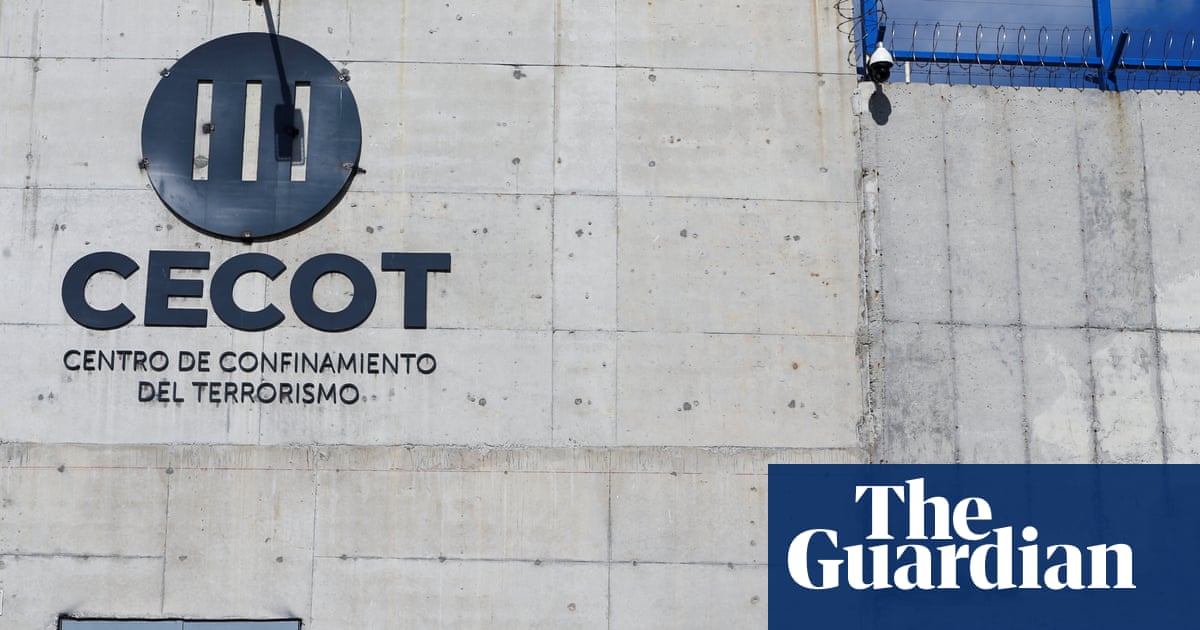 CECOT
CENTRO DE CONFINAMIENTO
DEL TERRORISMO
The
Guardian